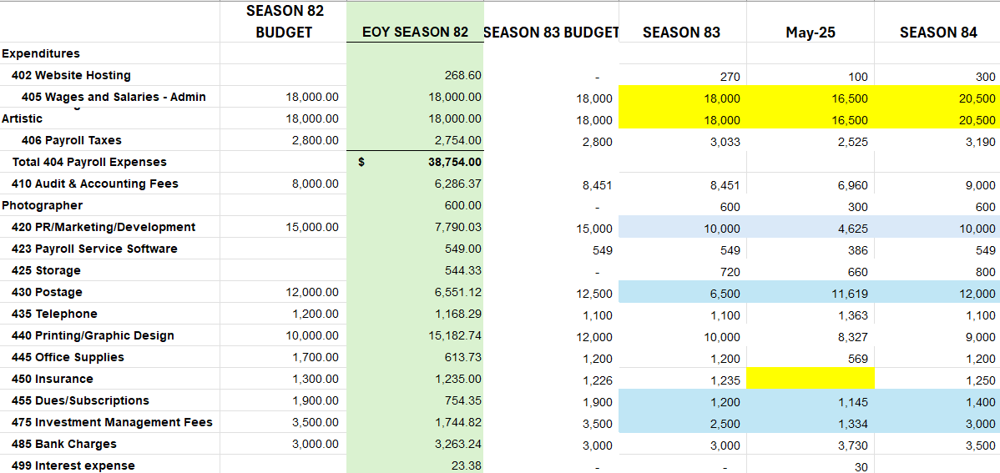 SEASON 82 BUDGET EOY SEASON 82 SEASON 83 BUDGET SEASON 83 May-25 SEASON 84
Expenditures
402 Website Hosting 268.60 - 270 100 300
405 Wages and Salaries - Admin 18,000.00 18,000.00 18,000 18,000 16,500 20,500
Artistic 18,000.00 18,000.00 18,000 18,000 16,500 20,500
406 Payroll Taxes 2,800.00 2,754.00 2,800 3,033 2,525 3,190
Total 404 Payroll Expenses $ 38,754.00
410 Audit & Accounting Fees 8,000.00 6,286.37 8,451 8,451 6,960 9,000
Photographer 600.00 - 600 300 600
420 PR/Marketing/Development 15,000.00 7,790.03 15,000 10,000 4,625 10,000
423 Payroll Service Software 549.00 549 549 386 549
425 Storage 544.33 - 720 660 800
430 Postage 12,000.00 6,551.12 12,500 6,500 11,619 12,000
435 Telephone 1,200.00 1,168.29 1,100 1,100 1,363 1,100
440 Printing/Graphic Design 10,000.00 15,182.74 12,000 10,000 8,327 9,000
445 Office Supplies 1,700.00 613.73 1,200 1,200 569 1,200
450 Insurance 1,300.00 1,235.00 1,226 1,235 1,250
455 Dues/Subscriptions 1,900.00 754.35 1,900 1,200 1,145 1,400
475 Investment Management Fees 3,500.00 1,744.82 3,500 2,500 1,334 3,000
485 Bank Charges 3,000.00 3,263.24 3,000 3,000 3,730 3,500
499 Interest expense 23.38 - - 30